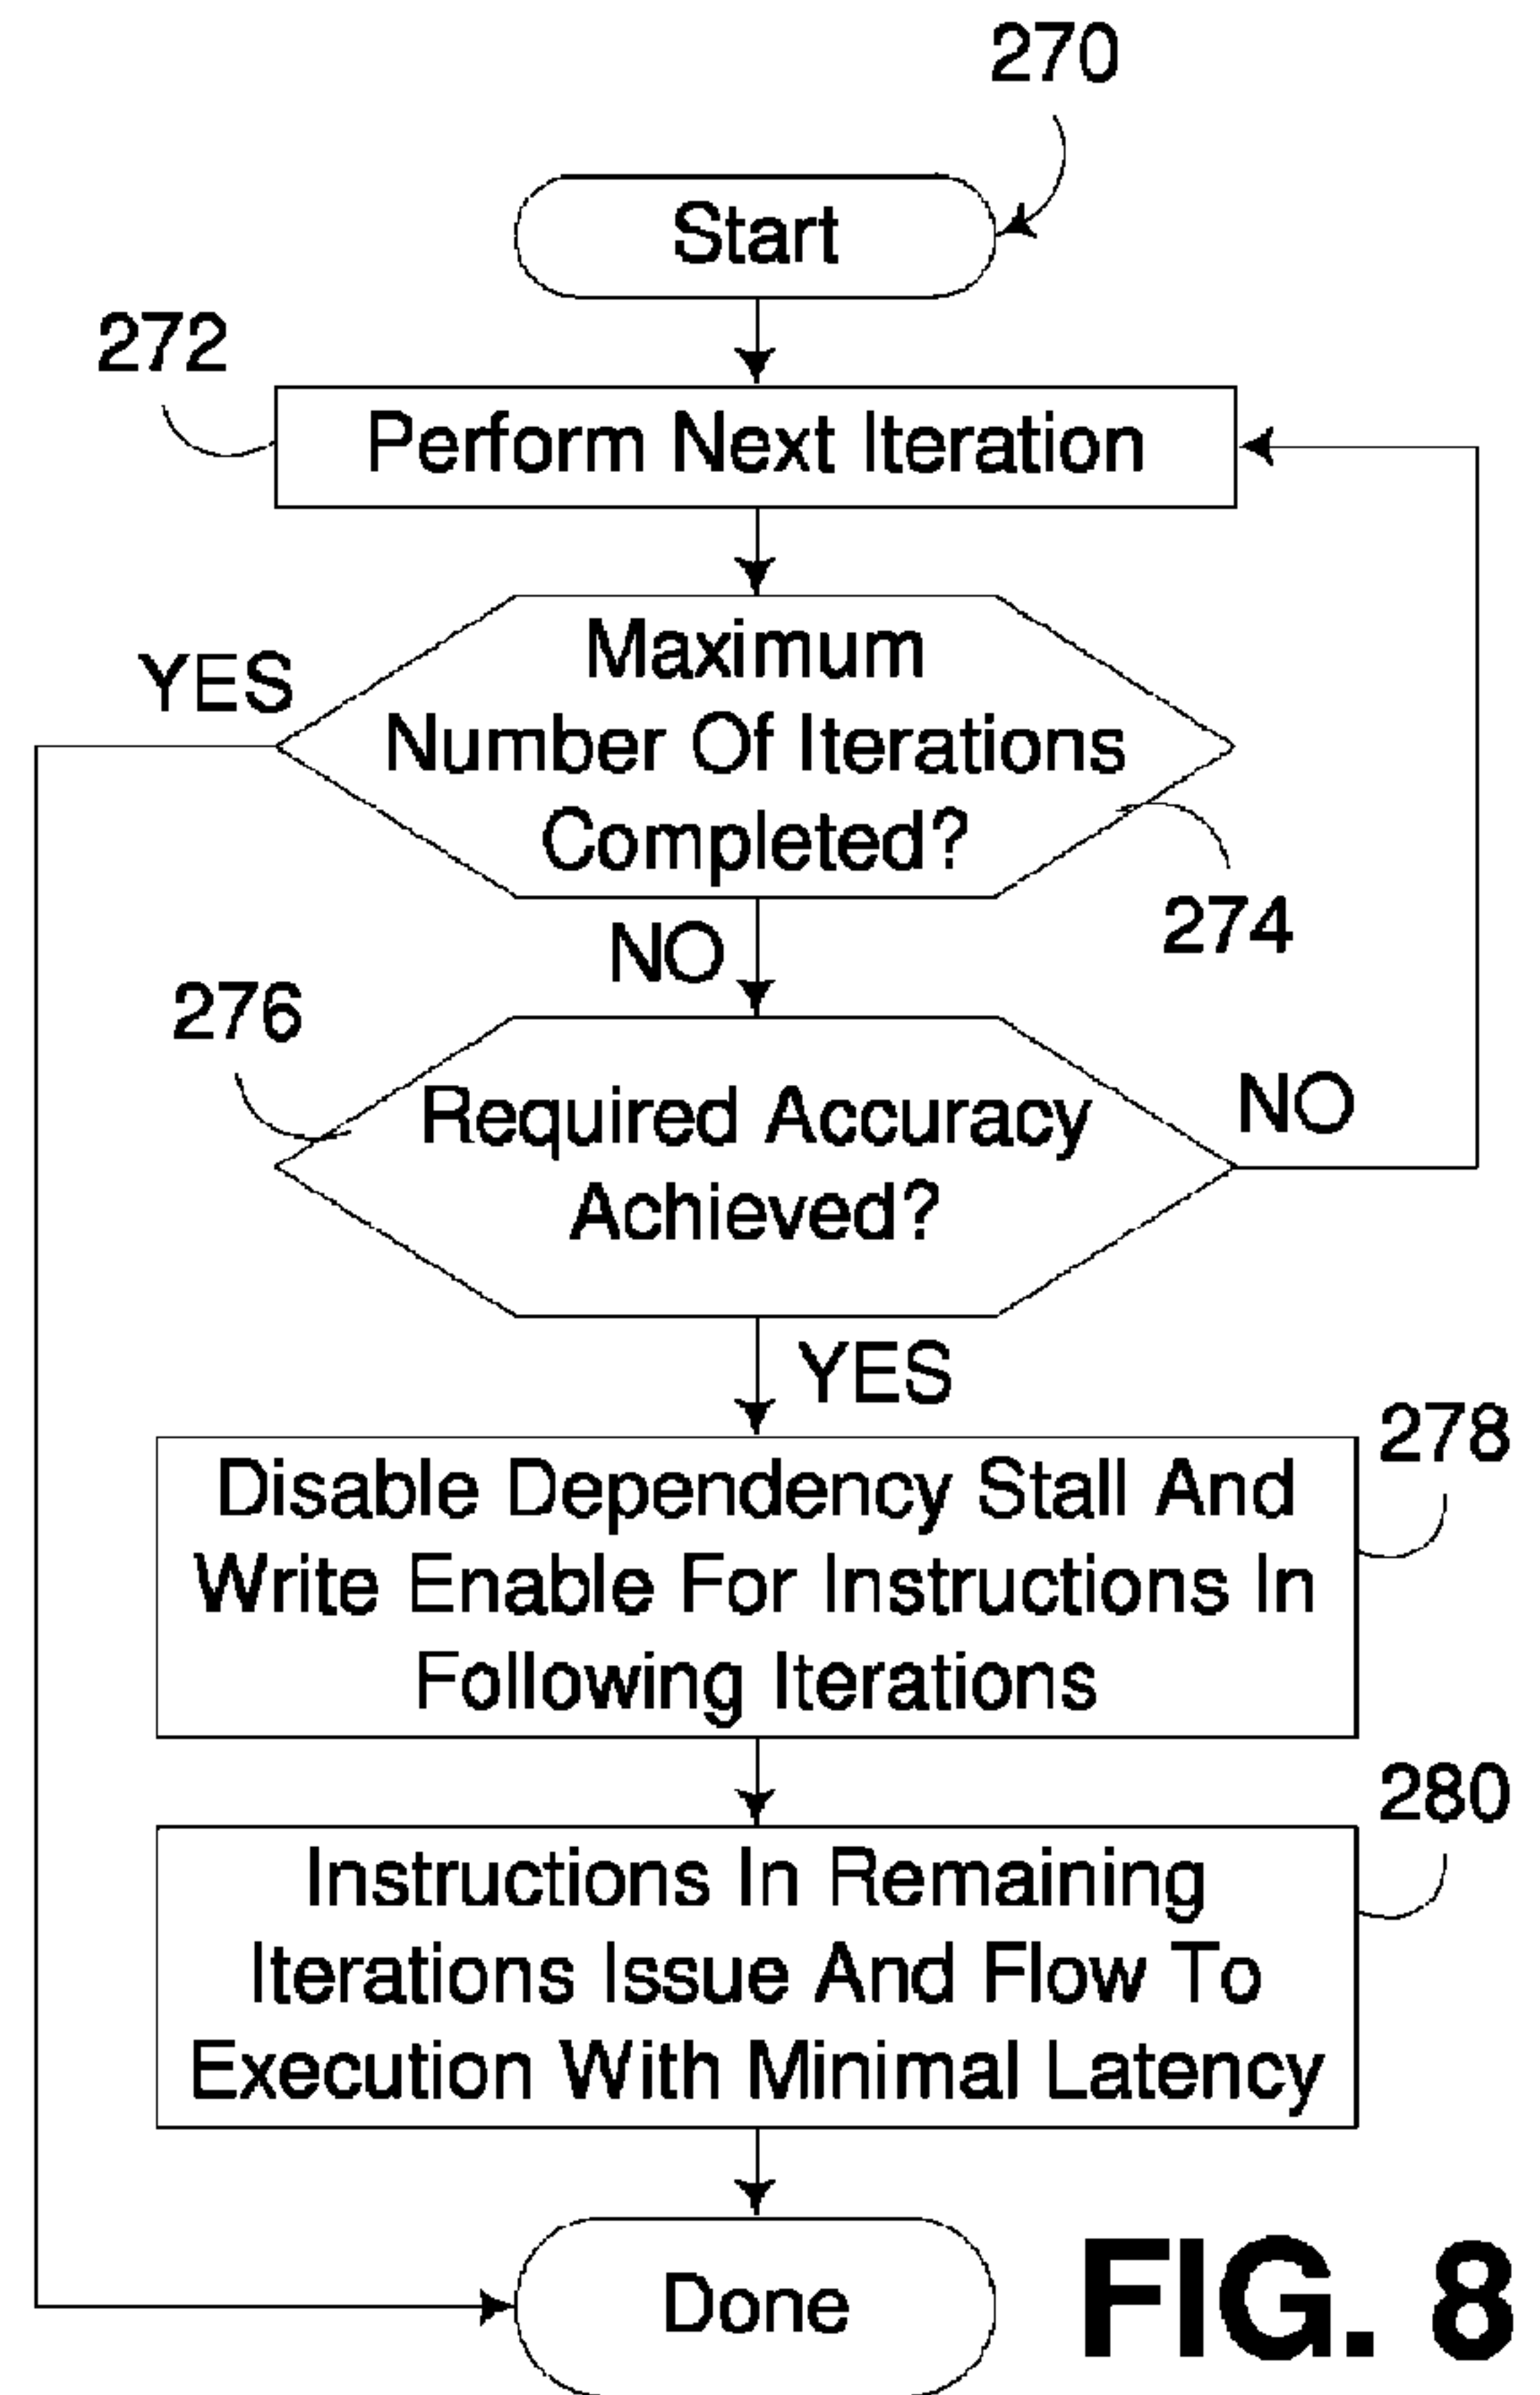 270
Start
272
Perform Next Iteration
Maximum
Number Of Iterations
Completed?
YES
274
NO
276
Required Accuracy
Achieved?
NO
YES
278
Disable Dependency Stall And
Write Enable For Instructions In
Following Iterations
280
Instructions In Remaining
Iterations Issue And Flow To
Execution With Minimal Latency
Done
FIG. 8